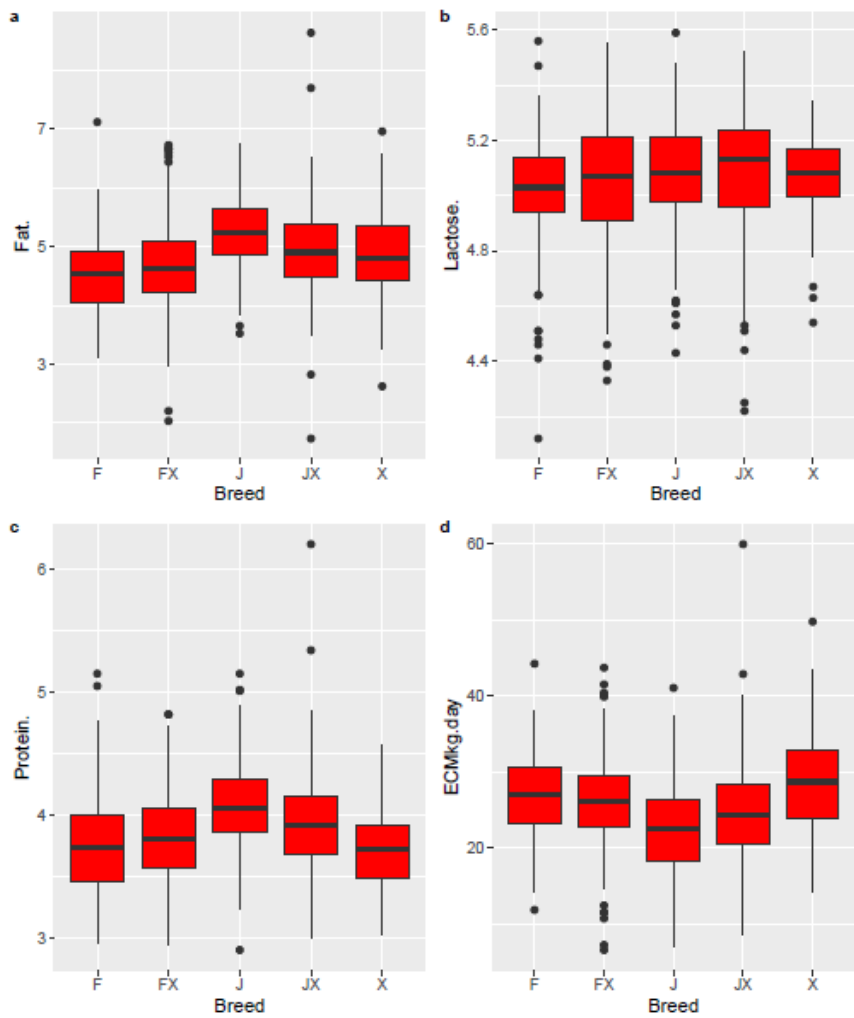 a
Fat.
7
5
3
F FX J JX X
Breed
b
Lactose.
5.6
5.2
4.8
4.4
F FX J JX X
Breed
c
Protein.
6
5
4
3
F FX J JX X
Breed
d
ECMkg.day
60
40
20
F FX J JX X
Breed